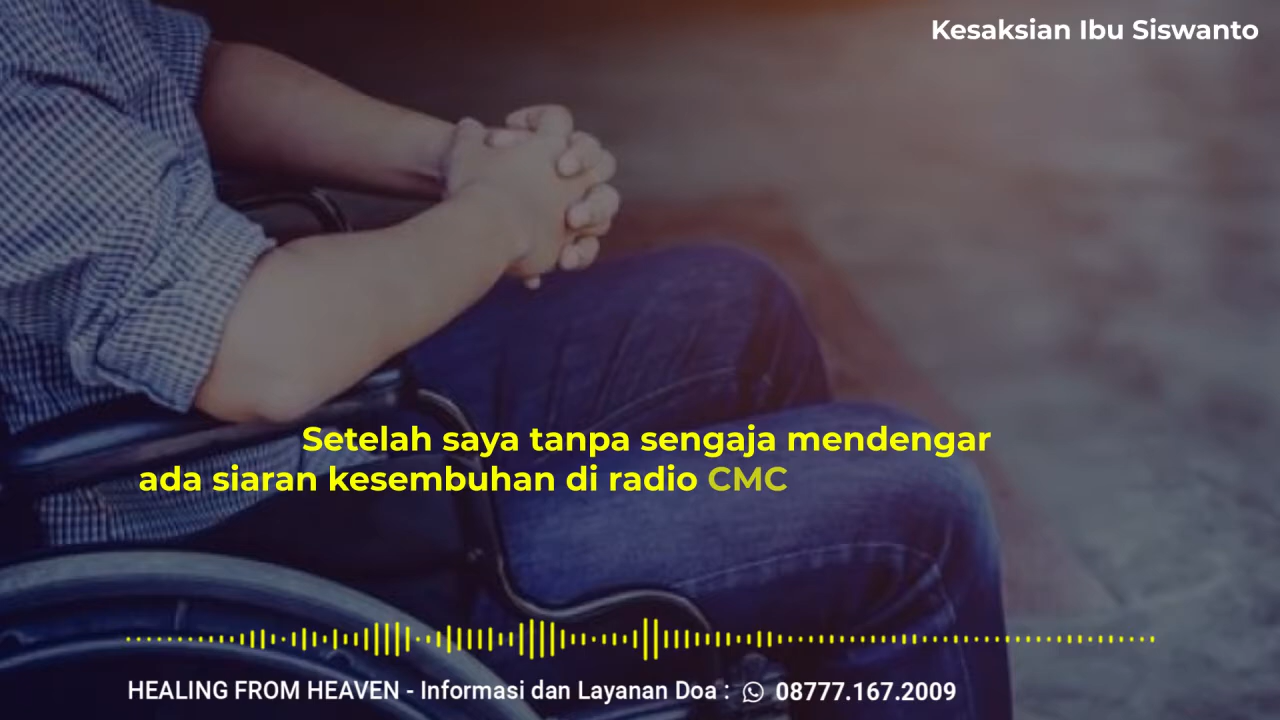 Kesaksian Ibu Siswanto
Setelah saya tanpa sengaja mendengar
ada siaran kesembuhan di radio CMC
HEALING FROM HEAVEN - Informasi dan Layanan Doa : 08777.167.2009